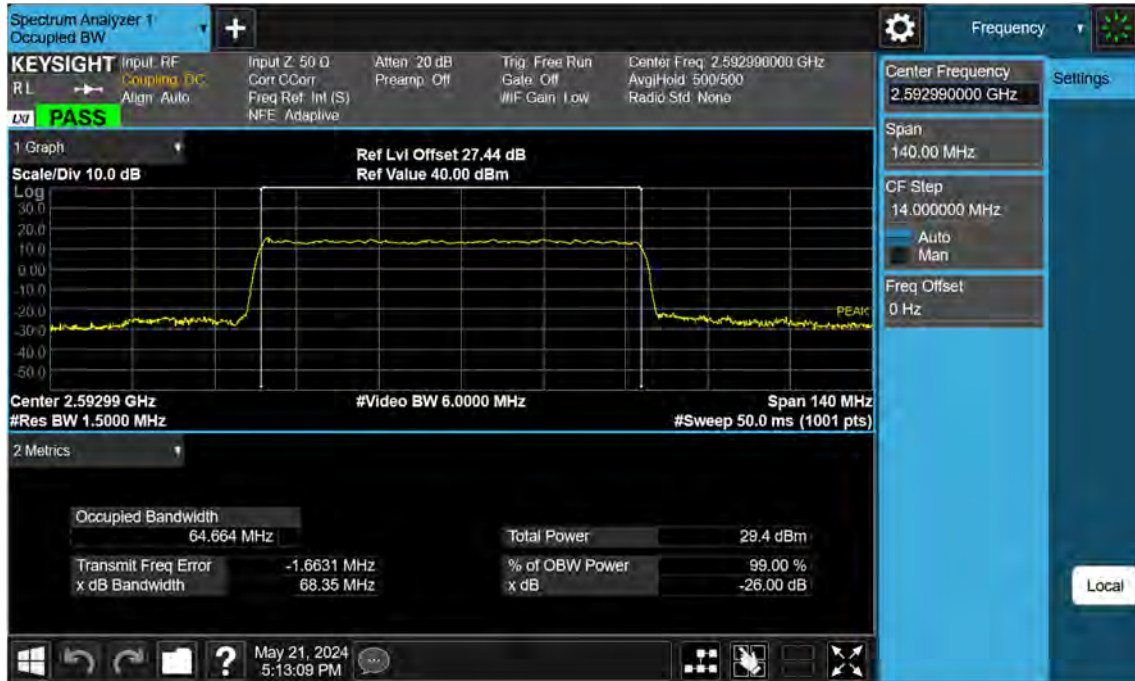 Spectrum Analyzer 1
Occupied BW
+
Frequency
KEYSIGHT Input: RF Input Z: 50 Ω Atten: 20 dB Trig: Free Run Center Freq: 2.592990000 GHz
RL Coupling: DC Corr CCorr Preamp: Off Gate: Off Avg|Hold: 500/500
Align: Auto Freq Ref: Int (S) #IF Gain: Low Radio Std: None
LXI PASS NFE: Adaptive
1 Graph
Scale/Div 10.0 dB
Ref Lvl Offset 27.44 dB
Ref Value 40.00 dBm
Log
30.0
20.0
10.0
0.00
-10.0
-20.0
-30.0
-40.0
-50.0
PEAK
Center 2.59299 GHz #Video BW 6.0000 MHz Span 140 MHz
#Res BW 1.5000 MHz #Sweep 50.0 ms (1001 pts)
2 Metrics
Occupied Bandwidth
64.664 MHz
Total Power 29.4 dBm
Transmit Freq Error -1.6631 MHz % of OBW Power 99.00 %
x dB Bandwidth 68.35 MHz x dB -26.00 dB
Center Frequency
2.592990000 GHz
Settings
Span
140.00 MHz
CF Step
14.000000 MHz
Auto
Man
Freq Offset
0 Hz
Local
?
May 21, 2024
5:13:09 PM